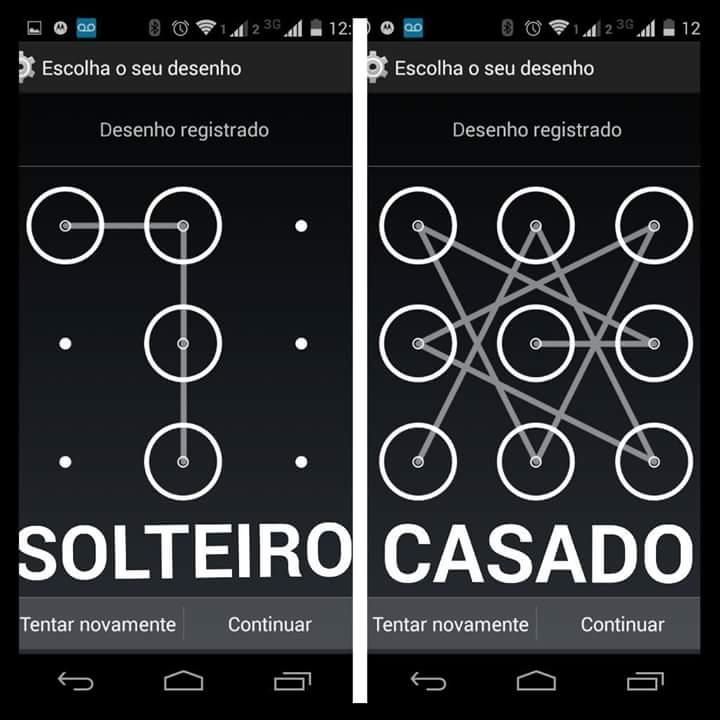 1 2 3G 12:
Escolha o seu desenho
Desenho registrado
SOLTEIRO
Tentar novamente Continuar
1 2 3G 12
Escolha o seu desenho
Desenho registrado
CASADO
Tentar novamente Continuar